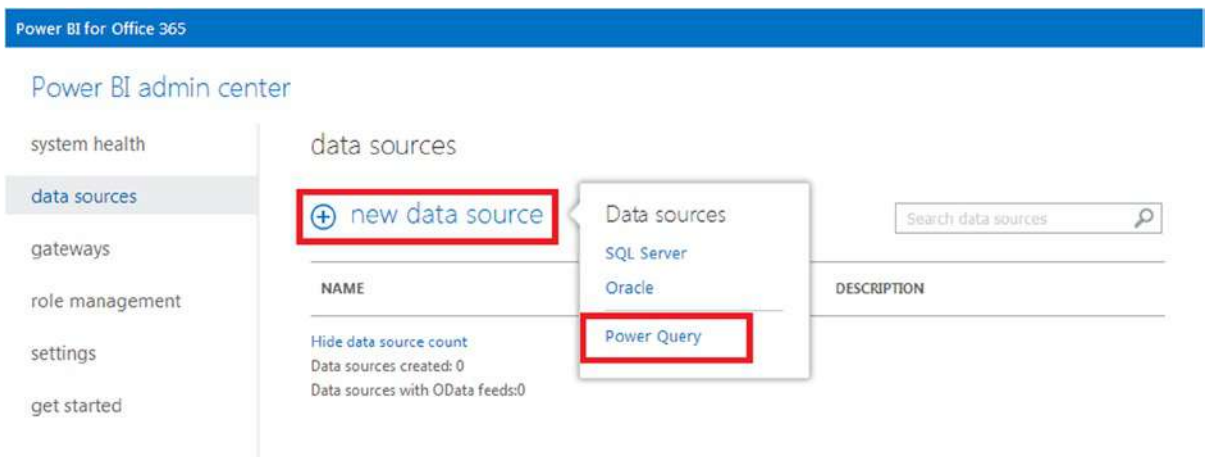 Power BI for Office 365
Power BI admin center
system health
data sources
gateways
role management
settings
get started
data sources
new data source
Search data sources
NAME
DESCRIPTION
Hide data source count
Data sources created: 0
Data sources with OData feeds:0
Data sources
SQL Server
Oracle
Power Query